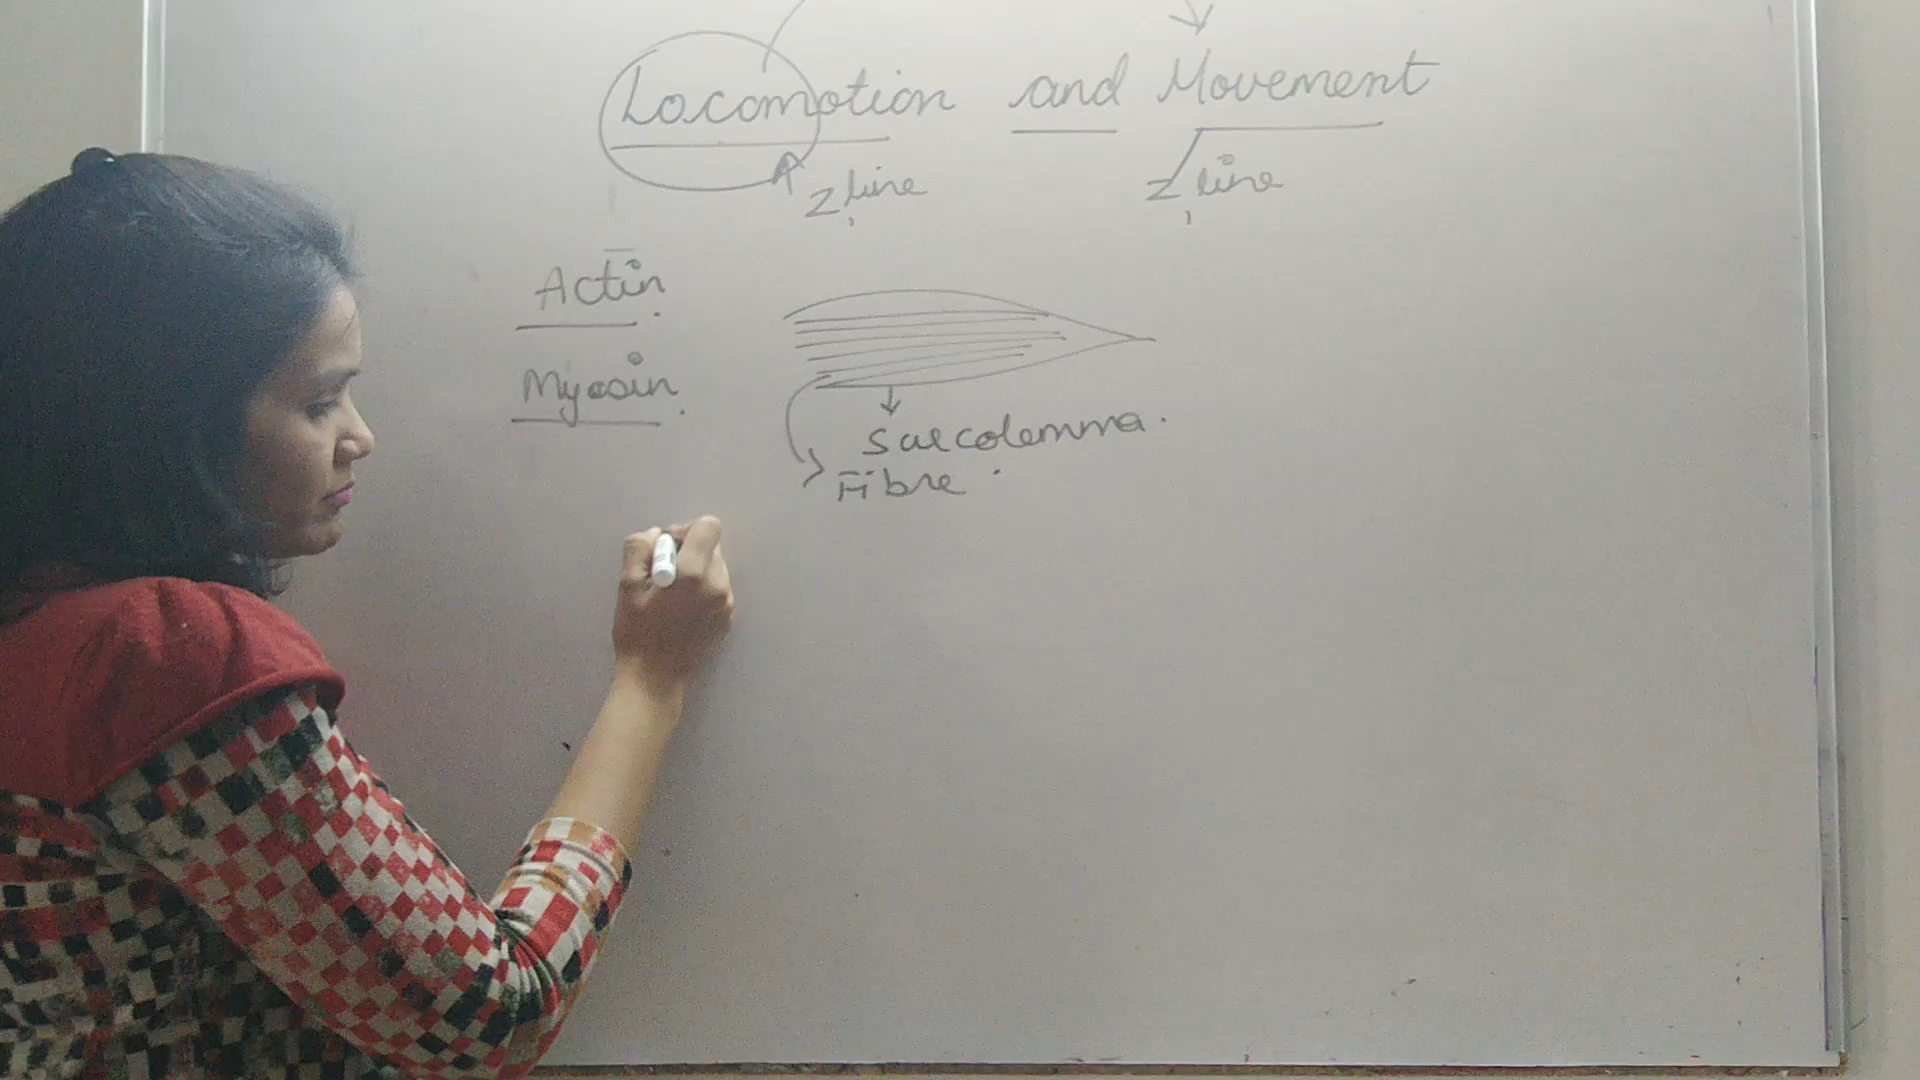 Locomotion and Movement
Z line Z line
Actin
Myosin
Sarcolemma.
Fibre.